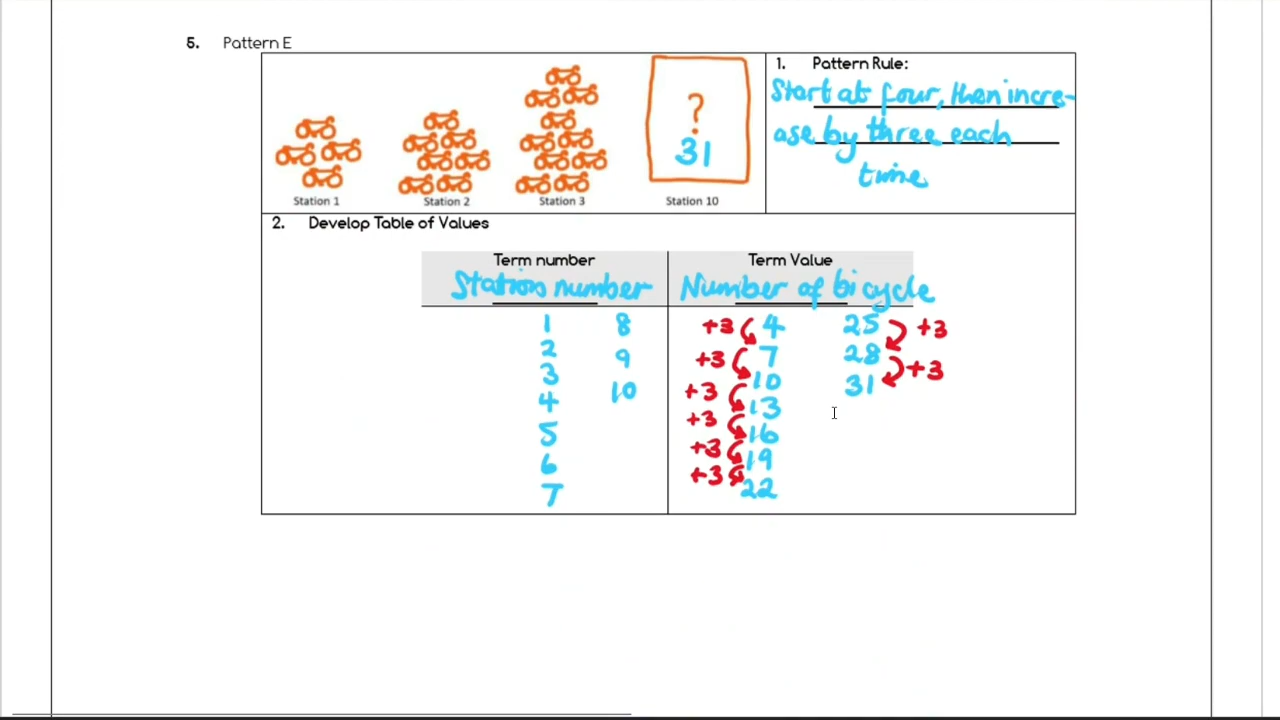 5. Pattern E
?
31
Station 1
Station 2
Station 3
Station 10
1. Pattern Rule:
Start at four, then incre-
ase by three each
time
2. Develop Table of Values
Term number
Term Value
Station number
Number of bicycle
1 8 +3 4 25 +3
2 9 +3 7 28 +3
3 10 +3 10 31
4 +3 13
5 +3 16
6 +3 19
7 22